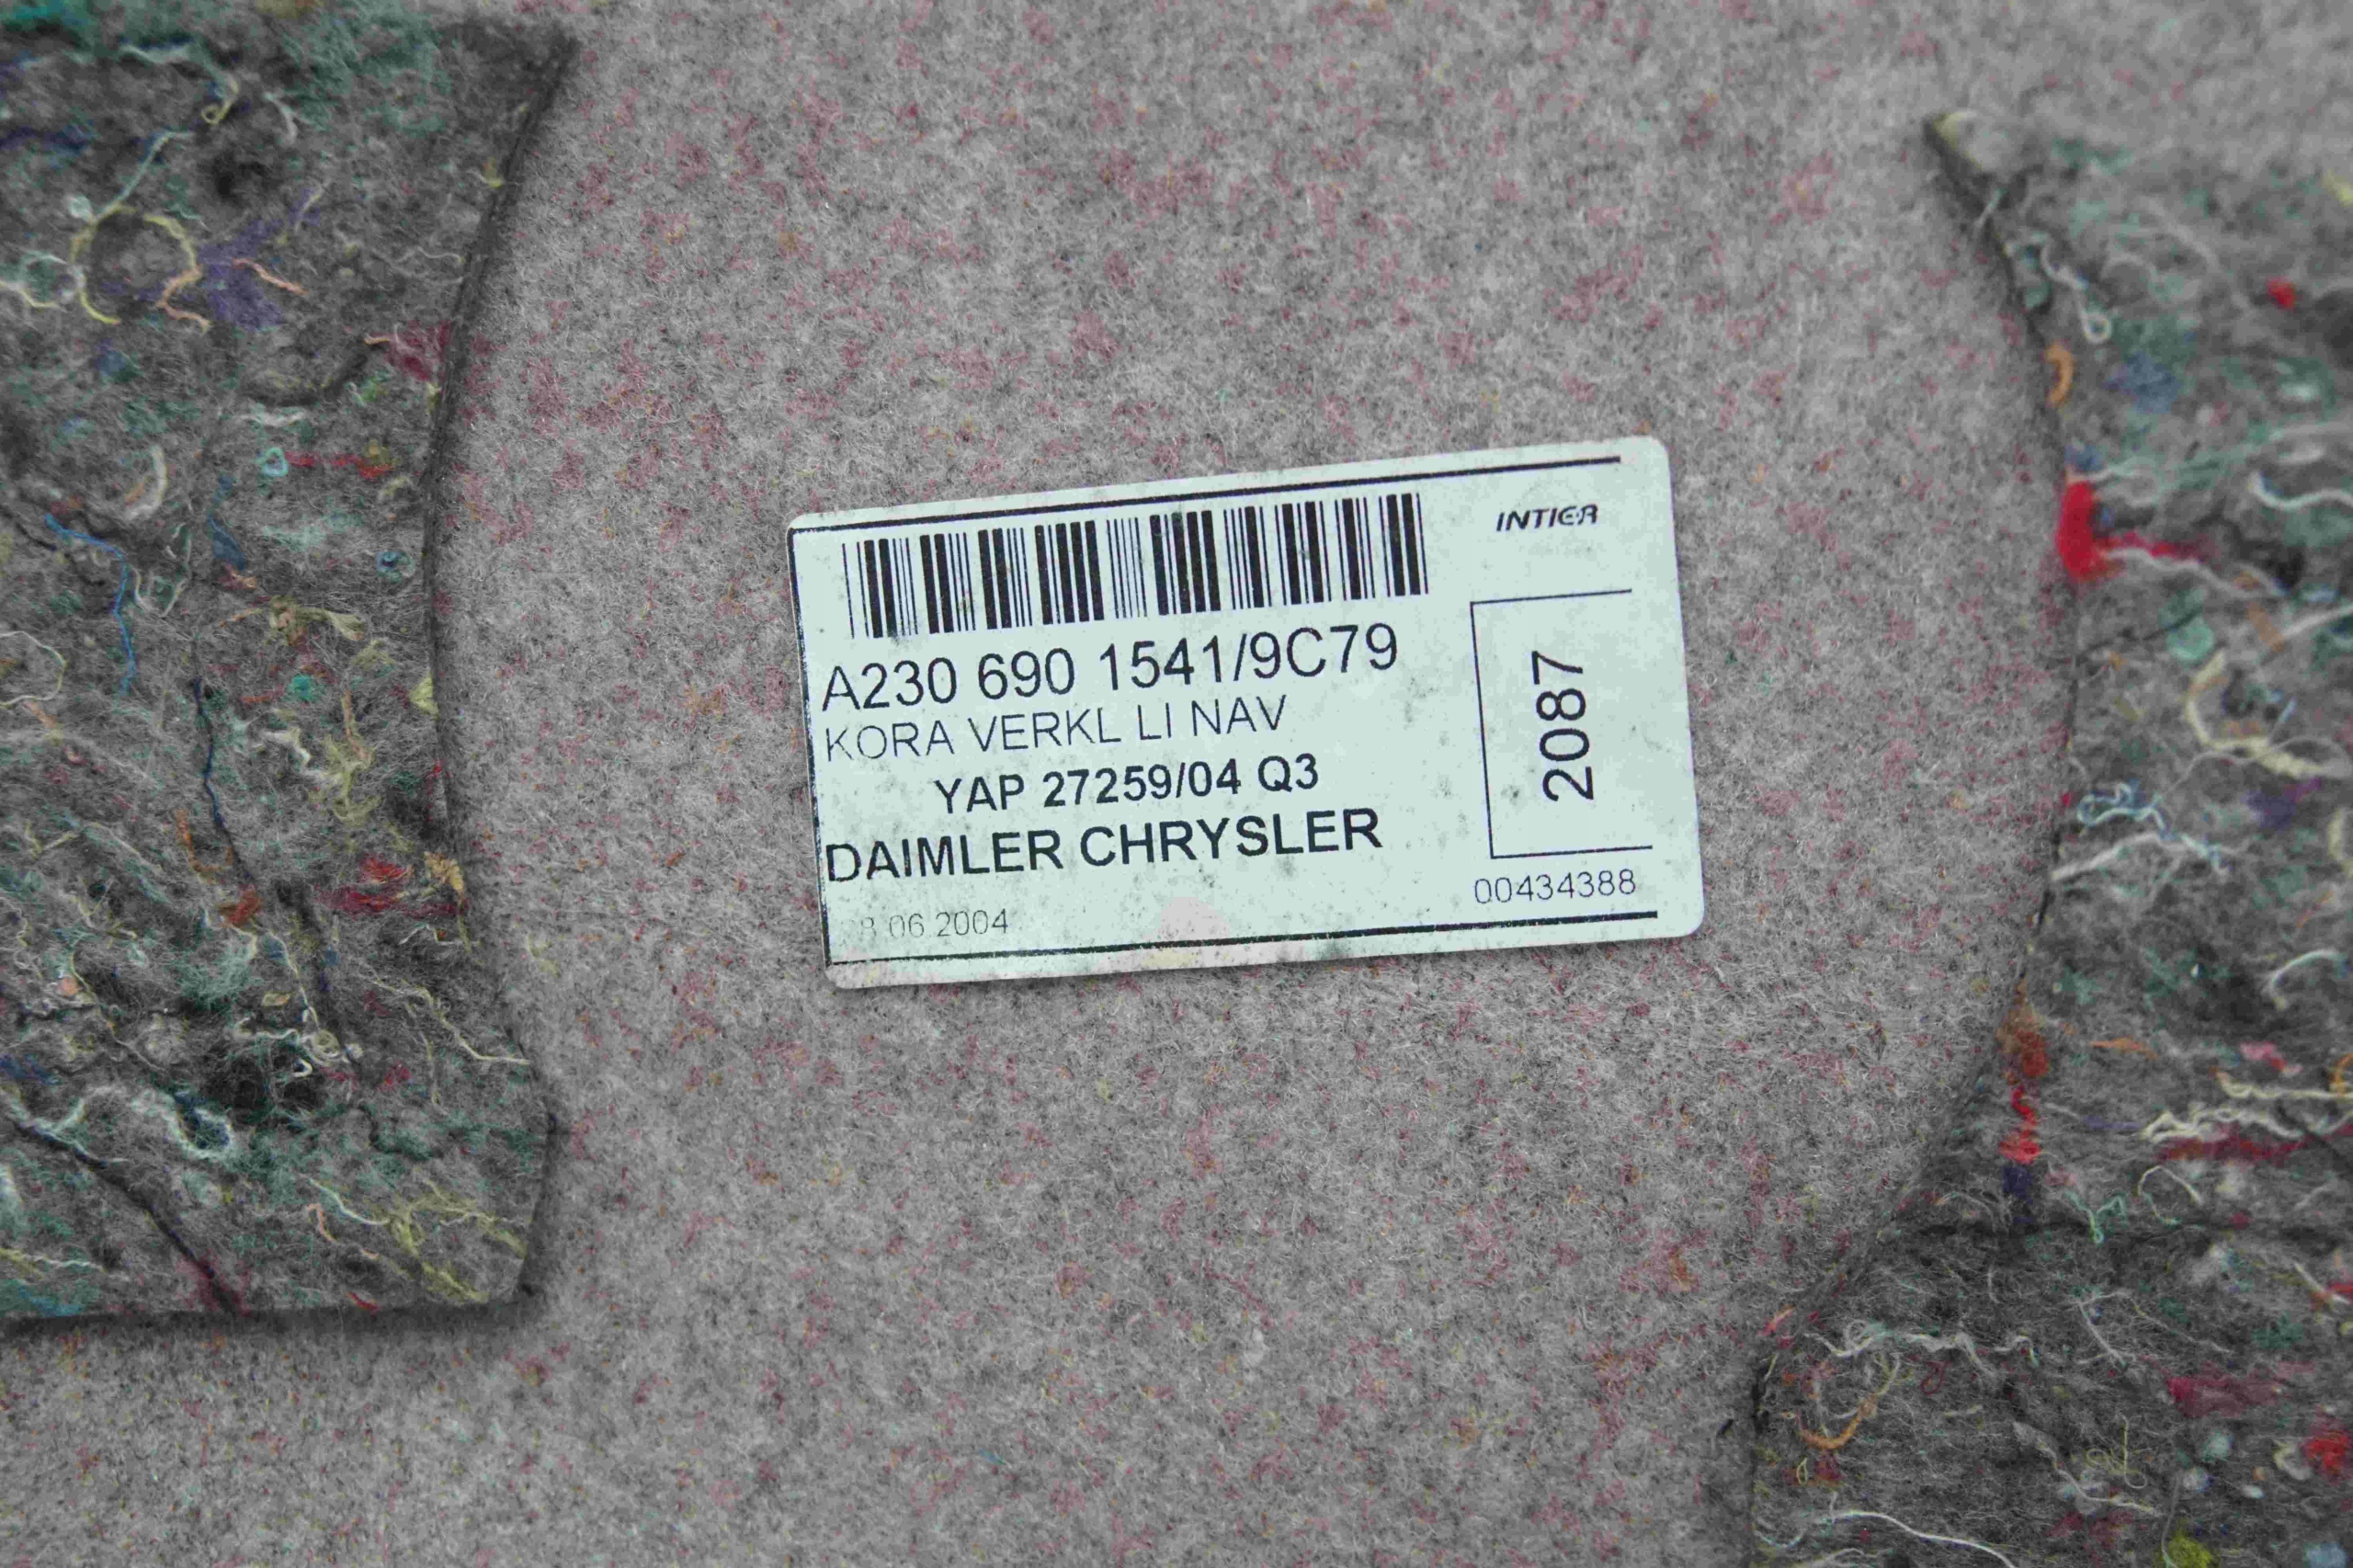 INTIER
A230 690 1541/9C79
KORA VERKL LI NAV
YAP 27259/04 Q3
DAIMLER CHRYSLER
2087
00434388
06.2004